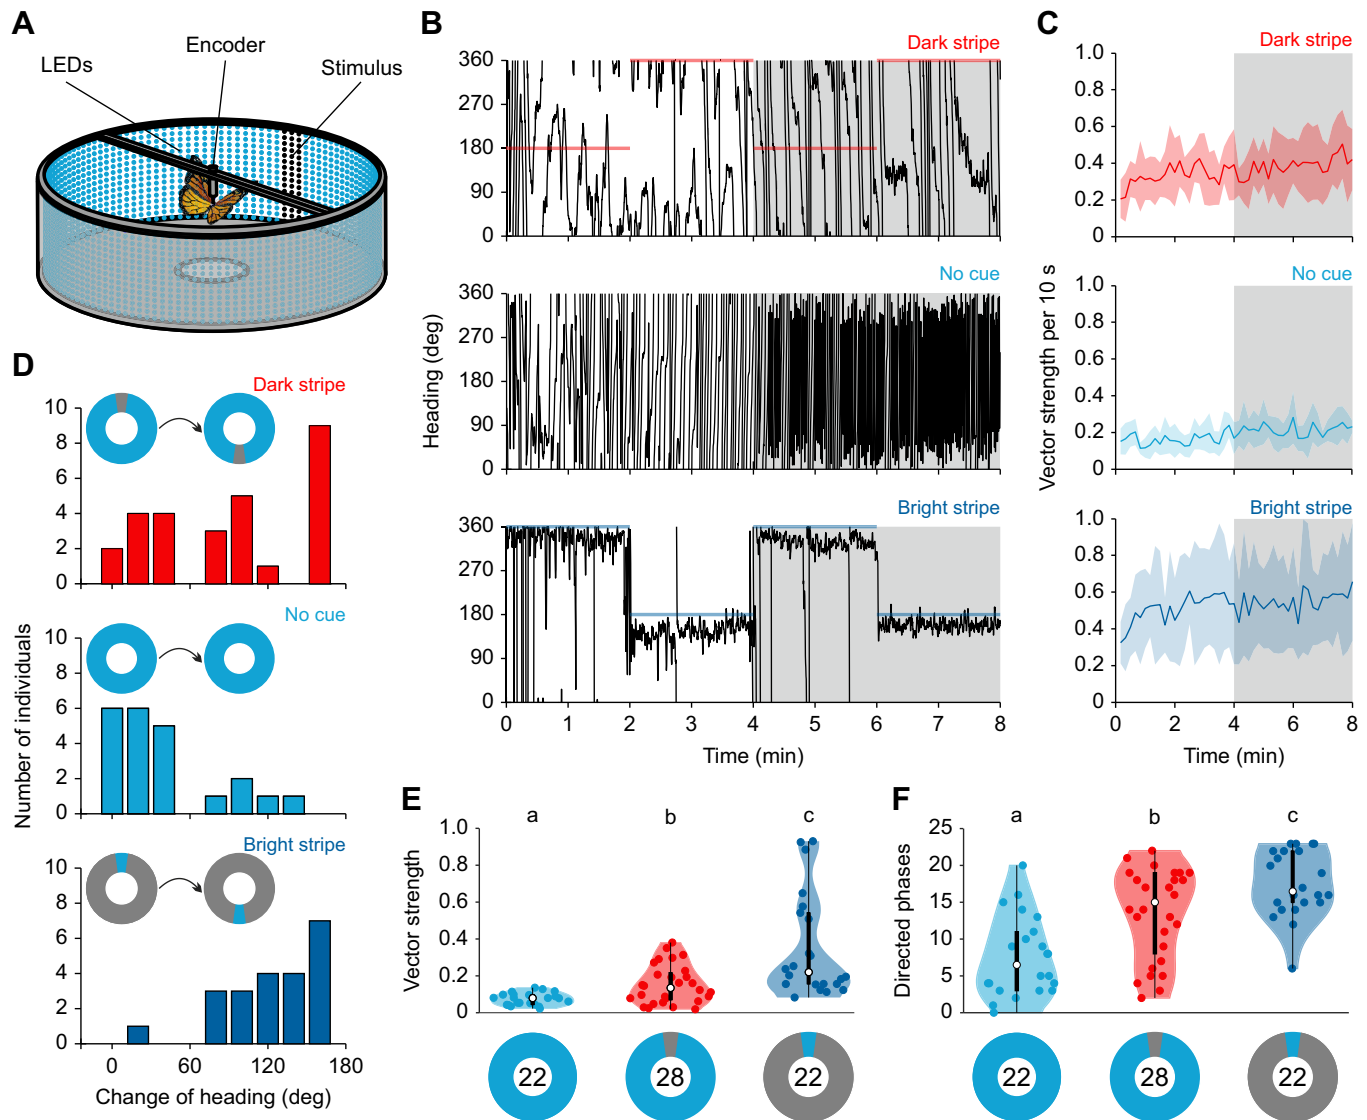 A
LEDs
Encoder
Stimulus
B
Dark stripe
360
270
180
90
0
No cue
360
270
180
90
0
Bright stripe
360
270
180
90
0
0 1 2 3 4 5 6 7 8
Heading (deg)
Time (min)
C
Dark stripe
1.0
0.8
0.6
0.4
0.2
0
No cue
1.0
0.8
0.6
0.4
0.2
0
Bright stripe
1.0
0.8
0.6
0.4
0.2
0
0 2 4 6 8
Vector strength per 10 s
Time (min)
D
Dark stripe
10
8
6
4
2
0
No cue
10
8
6
4
2
0
Bright stripe
10
8
6
4
2
0
0 60 120 180
Number of individuals
Change of heading (deg)
E
a b c
1.0
0.8
0.6
0.4
0.2
0
Vector strength
22 28 22
F
a b c
25
20
15
10
5
0
Directed phases
22 28 22